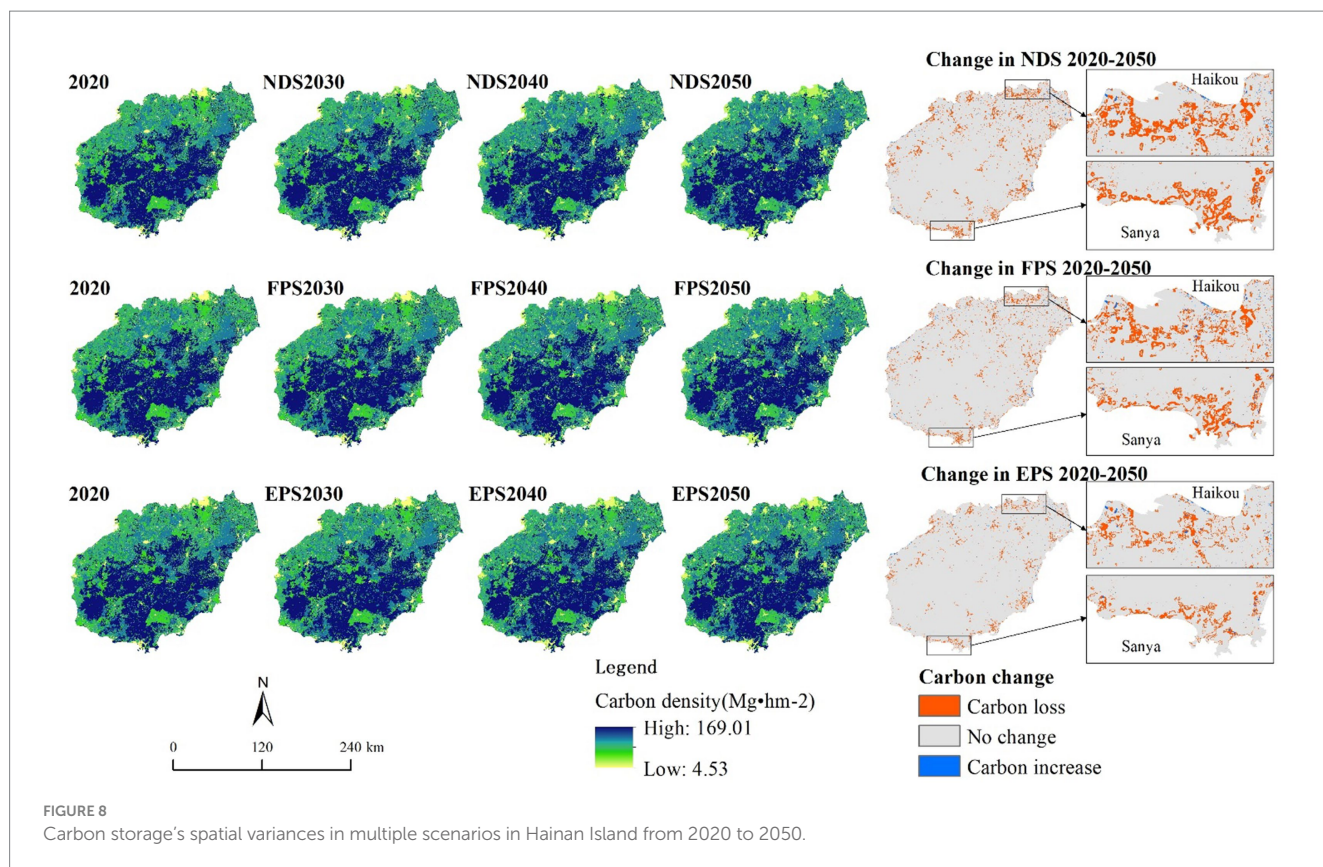 Change in NDS 2020-2050
2020
NDS2030
NDS2040
NDS2050
Haikou
Sanya
Change in FPS 2020-2050
2020
FPS2030
FPS2040
FPS2050
Haikou
Sanya
Change in EPS 2020-2050
2020
EPS2030
EPS2040
EPS2050
Haikou
Sanya
N
0 120 240 km
Legend
Carbon density(Mg•hm-2)
High: 169.01
Low: 4.53
Carbon change
Carbon loss
No change
Carbon increase
FIGURE 8
Carbon storage’s spatial variances in multiple scenarios in Hainan Island from 2020 to 2050.